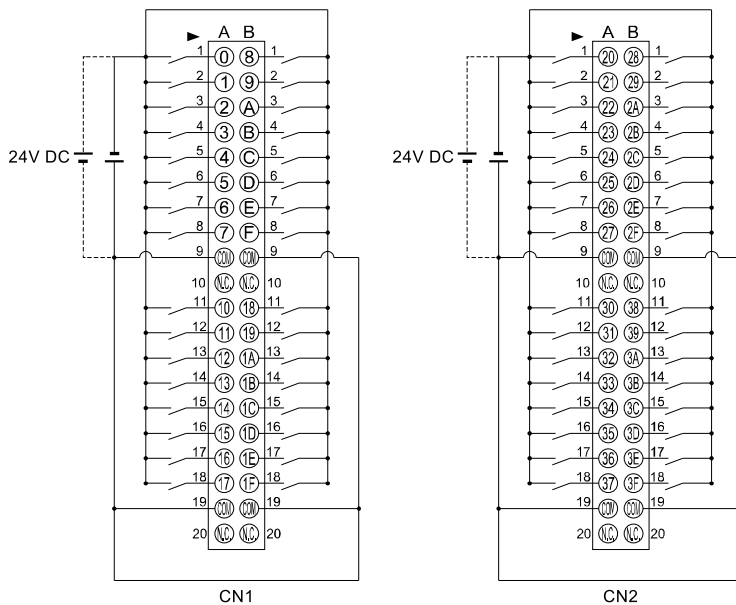 A B A B
1 0 8 1 1 20 28 1
2 1 9 2 2 21 29 2
3 2 A 3 3 22 2A 3
4 3 B 4 4 23 2B 4
24V DC 5 4 C 5 24V DC 5 24 2C 5
6 5 D 6 6 25 2D 6
7 6 E 7 7 26 2E 7
8 7 F 8 8 27 2F 8
9 COM COM 9 9 COM COM 9
10 N.C. N.C. 10 10 N.C. N.C. 10
11 10 18 11 11 30 38 11
12 11 19 12 12 31 39 12
13 12 1A 13 13 32 3A 13
14 13 1B 14 14 33 3B 14
15 14 1C 15 15 34 3C 15
16 15 1D 16 16 35 3D 16
17 16 1E 17 17 36 3E 17
18 17 1F 18 18 37 3F 18
19 COM COM 19 19 COM COM 19
20 N.C. N.C. 20 20 N.C. N.C. 20
CN1 CN2